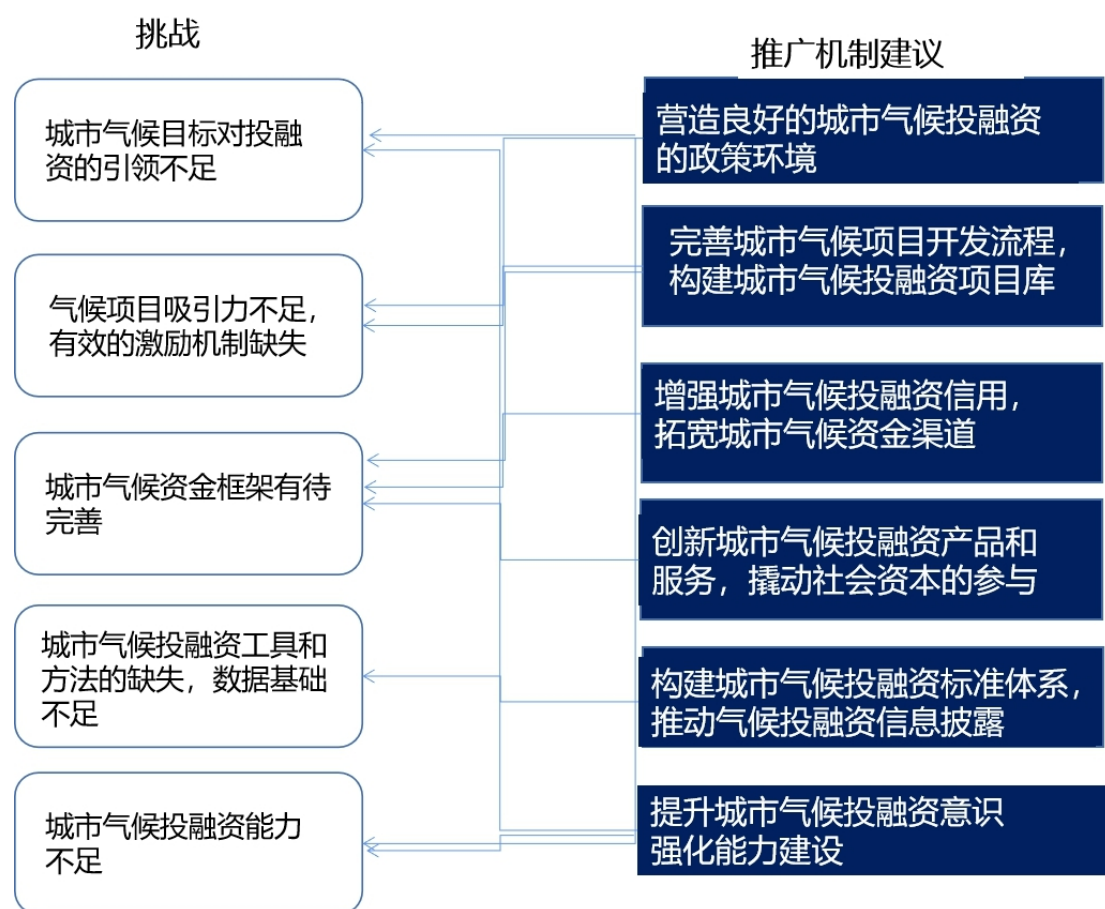 挑战
城市气候目标对投融
资的引领不足
气候项目吸引力不足，
有效的激励机制缺失
城市气候资金框架有待
完善
城市气候投融资工具和
方法的缺失，数据基础
不足
城市气候投融资能力
不足
推广机制建议
营造良好的城市气候投融资
的政策环境
完善城市气候项目开发流程，
构建城市气候投融资项目库
增强城市气候投融资信用，
拓宽城市气候资金渠道
创新城市气候投融资产品和
服务，撬动社会资本的参与
构建城市气候投融资标准体系，
推动气候投融资信息披露
提升城市气候投融资意识
强化能力建设